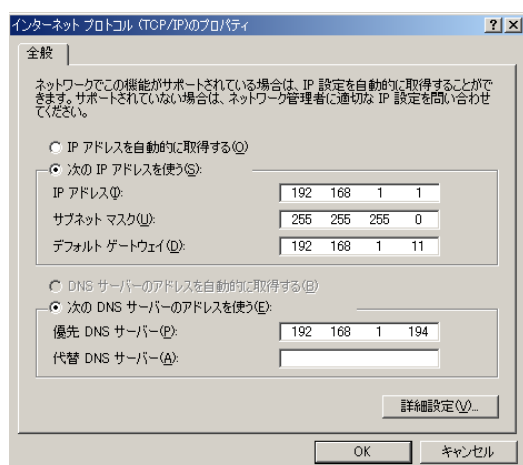 インターネット プロトコル (TCP/IP)のプロパティ
? ×
全般
ネットワークでこの機能がサポートされている場合は、IP 設定を自動的に取得することがで
きます。サポートされていない場合は、ネットワーク管理者に適切な IP 設定を問い合わせ
てください。
IP アドレスを自動的に取得する(O)
次の IP アドレスを使う(S):
IP アドレス(I): 192 168 1 1
サブネット マスク(U): 255 255 255 0
デフォルト ゲートウェイ(D): 192 168 1 11
DNS サーバーのアドレスを自動的に取得する(B)
次の DNS サーバーのアドレスを使う(E):
優先 DNS サーバー(P): 192 168 1 194
代替 DNS サーバー(A):
詳細設定(V)...
OK キャンセル